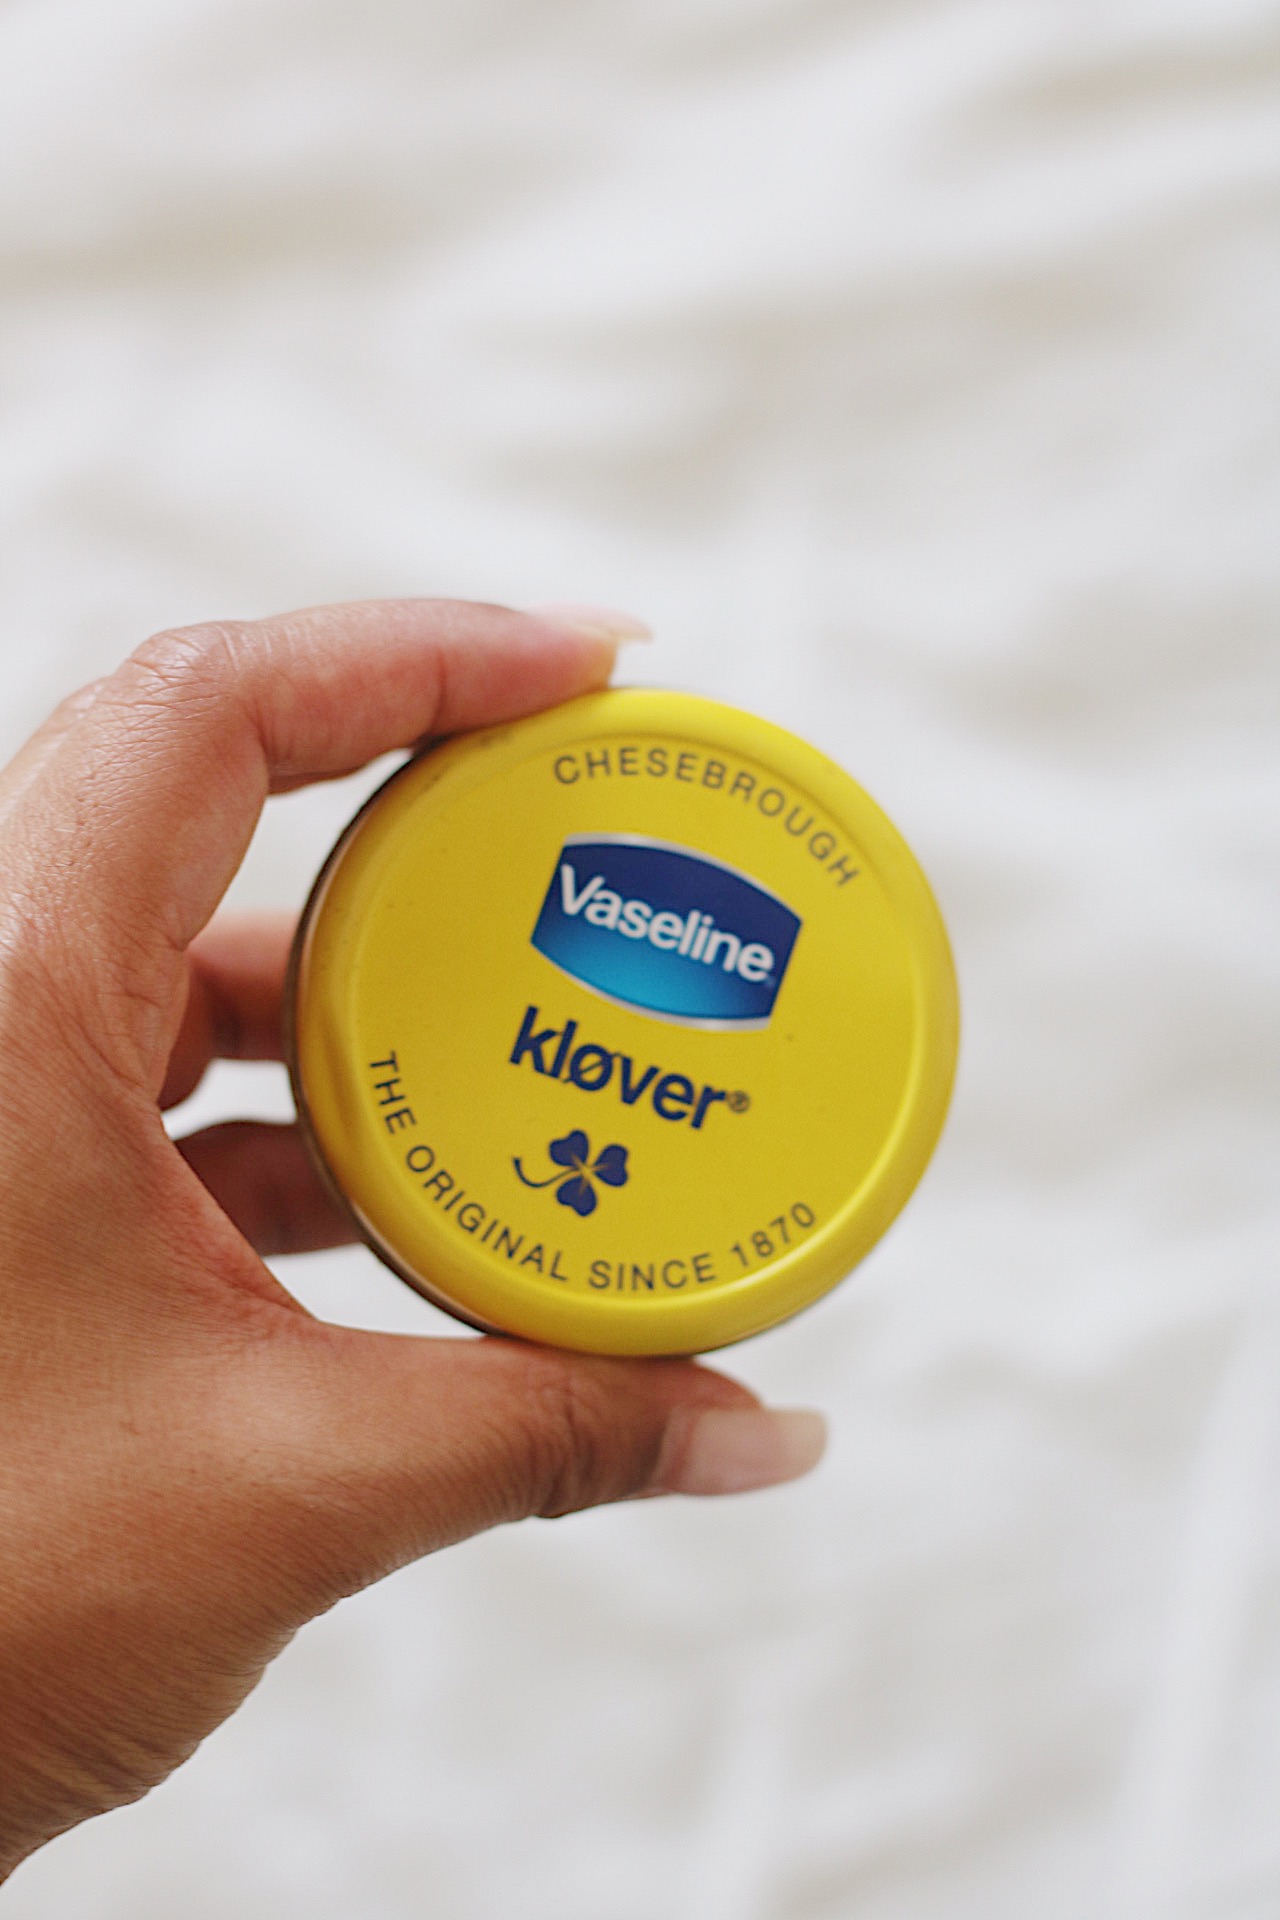 CHESEBROUGH
Vaseline
kløver®
THE ORIGINAL SINCE 1870